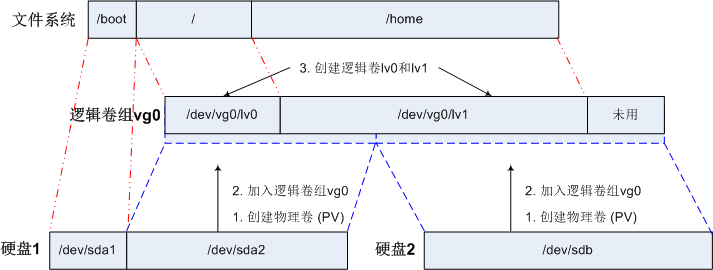 文件系统
/boot
/
/home
3. 创建逻辑卷lv0和lv1
逻辑卷组vg0
/dev/vg0/lv0
/dev/vg0/lv1
未用
2. 加入逻辑卷组vg0
1. 创建物理卷 (PV)
2. 加入逻辑卷组vg0
1. 创建物理卷 (PV)
硬盘1
/dev/sda1
/dev/sda2
硬盘2
/dev/sdb